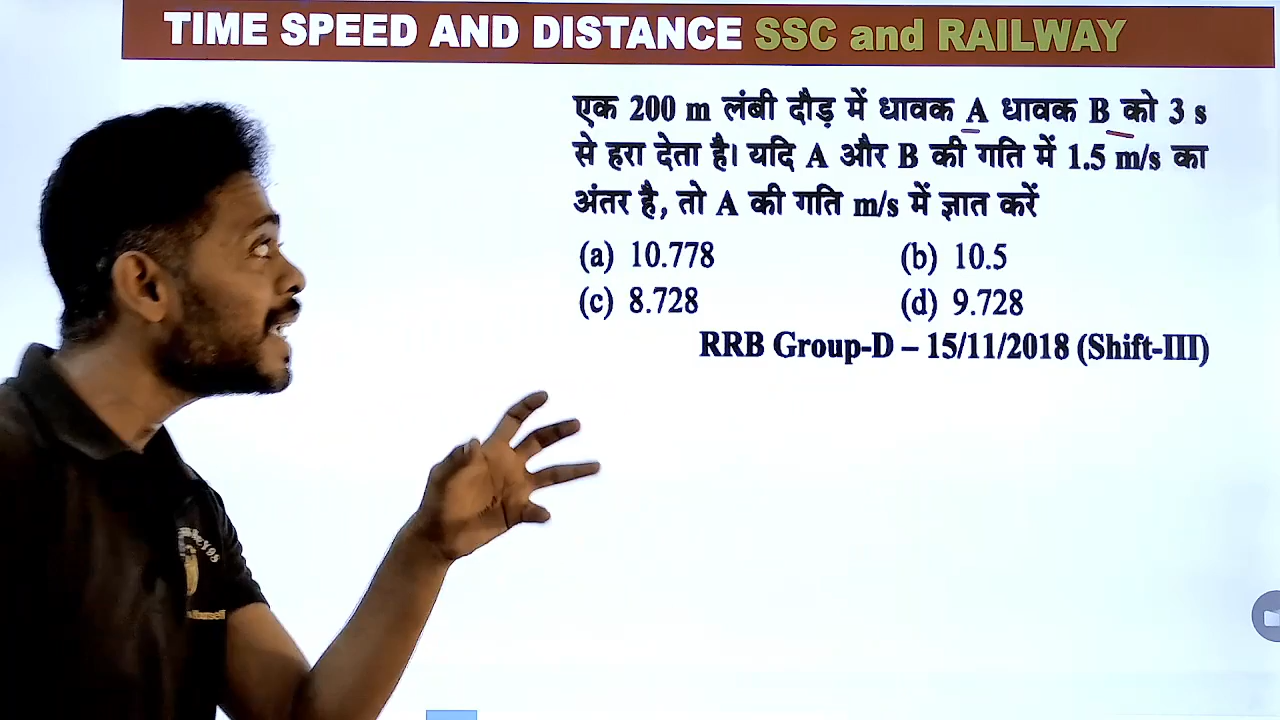 TIME SPEED AND DISTANCE SSC and RAILWAY
एक 200 m लंबी दौड़ में धावक A धावक B को 3 s
से हरा देता है। यदि A और B की गति में 1.5 m/s का
अंतर है, तो A की गति m/s में ज्ञात करें
(a) 10.778 (b) 10.5
(c) 8.728 (d) 9.728
RRB Group-D – 15/11/2018 (Shift-III)